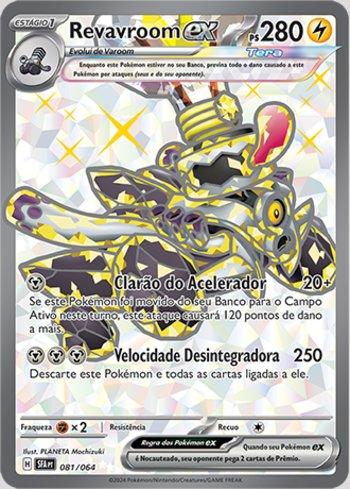 ESTÁGIO 1
Revavroom ex PS 280
Evolui de Varoom
Tera
Enquanto este Pokémon estiver no seu Banco, previna todo o dano causado a este
Pokémon por ataques (seus e do seu oponente).
Clarão do Acelerador 20+
Se este Pokémon foi movido do seu Banco para o Campo
Ativo neste turno, este ataque causará 120 pontos de dano
a mais.
Velocidade Desintegradora 250
Descarte este Pokémon e todas as cartas ligadas a ele.
Fraqueza ×2 Resistência Recuo
Regra dos Pokémon ex Quando seu Pokémon ex
é Nocauteado, seu oponente pega 2 cartas de Prêmio.
Ilust. PLANETA Mochizuki
H SFA PT 081/064
©2024 Pokémon/Nintendo/Creatures/GAME FREAK